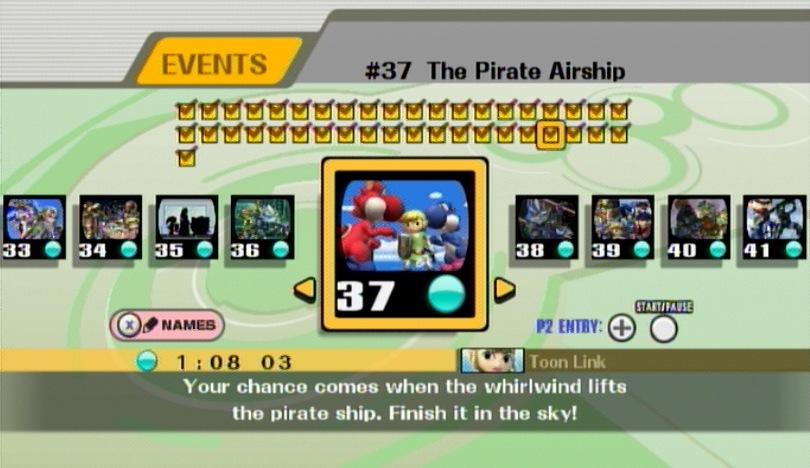 EVENTS
#37 The Pirate Airship
33
34
35
36
37
38
39
40
41
X NAMES
P2 ENTRY: +
START/PAUSE
1:08 03
Toon Link
Your chance comes when the whirlwind lifts
the pirate ship. Finish it in the sky!